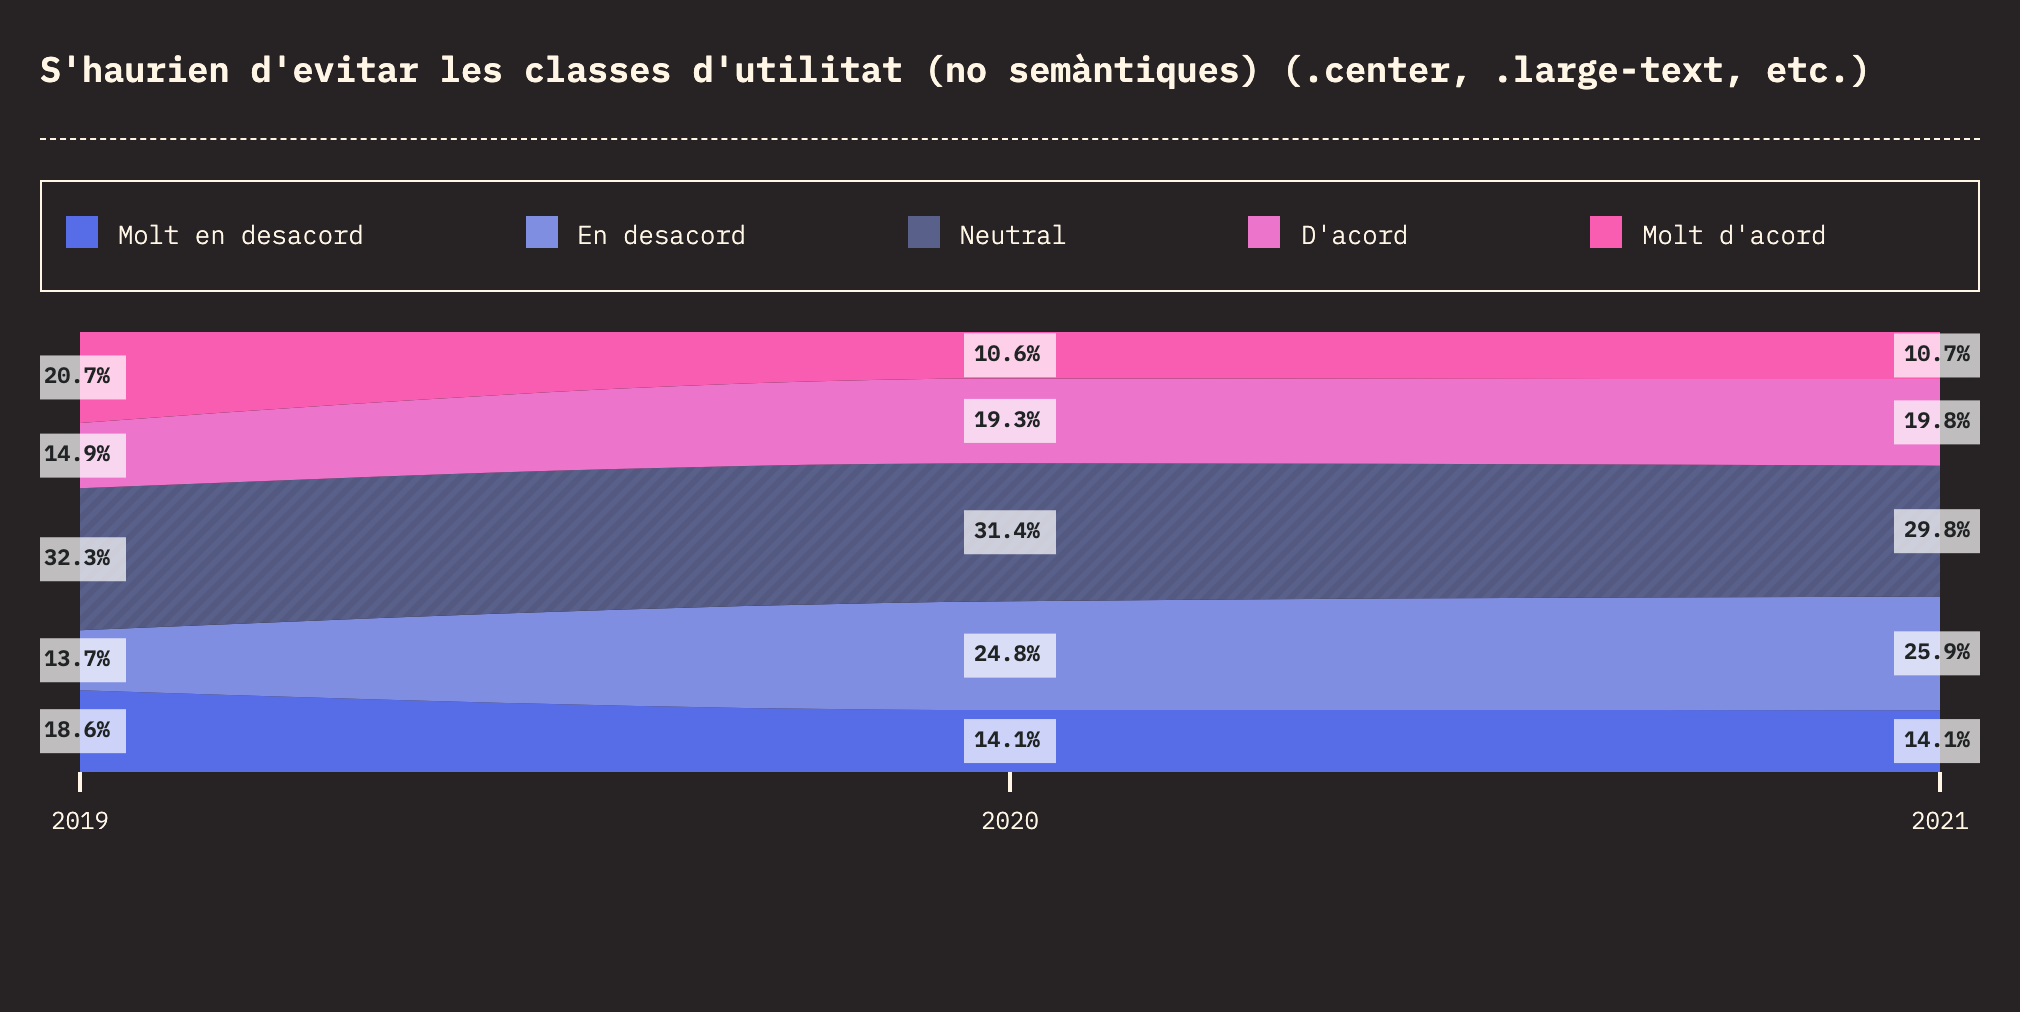 S'haurien d'evitar les classes d'utilitat (no semàntiques) (.center, .large-text, etc.)
Molt en desacord En desacord Neutral D'acord Molt d'acord
20.7% 10.6% 10.7%
14.9% 19.3% 19.8%
32.3% 31.4% 29.8%
13.7% 24.8% 25.9%
18.6% 14.1% 14.1%
2019 2020 2021